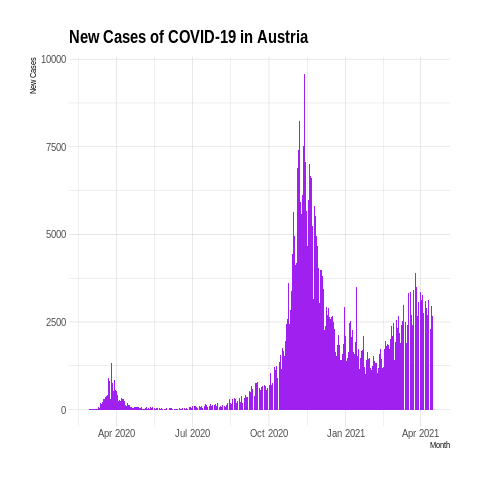 New Cases of COVID-19 in Austria
New Cases
10000
7500
5000
2500
0
Apr 2020 Jul 2020 Oct 2020 Jan 2021 Apr 2021
Month